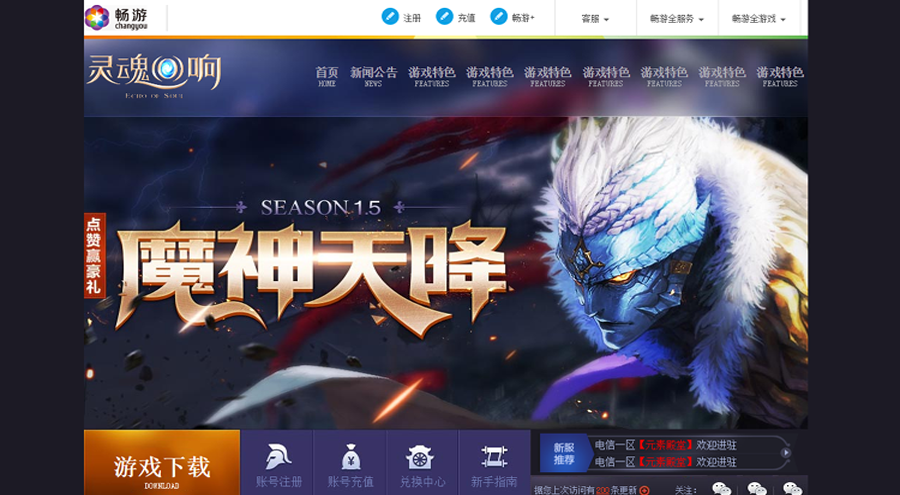 畅游
changyou
注册
充值
畅游+
客服
畅游全服务
畅游全游戏
灵魂回响
ECHO OF SOUL
首页
HOME
新闻公告
NEWS
游戏特色
FEATURES
游戏特色
FEATURES
游戏特色
FEATURES
游戏特色
FEATURES
游戏特色
FEATURES
游戏特色
FEATURES
游戏特色
FEATURES
SEASON 1.5
魔神天降
点赞赢豪礼
游戏下载
DOWNLOAD
账号注册
账号充值
兑换中心
新手指南
新服
推荐
电信一区【元素殿堂】欢迎进驻
电信一区【元素殿堂】欢迎进驻
据您上次访问有200条更新
关注：